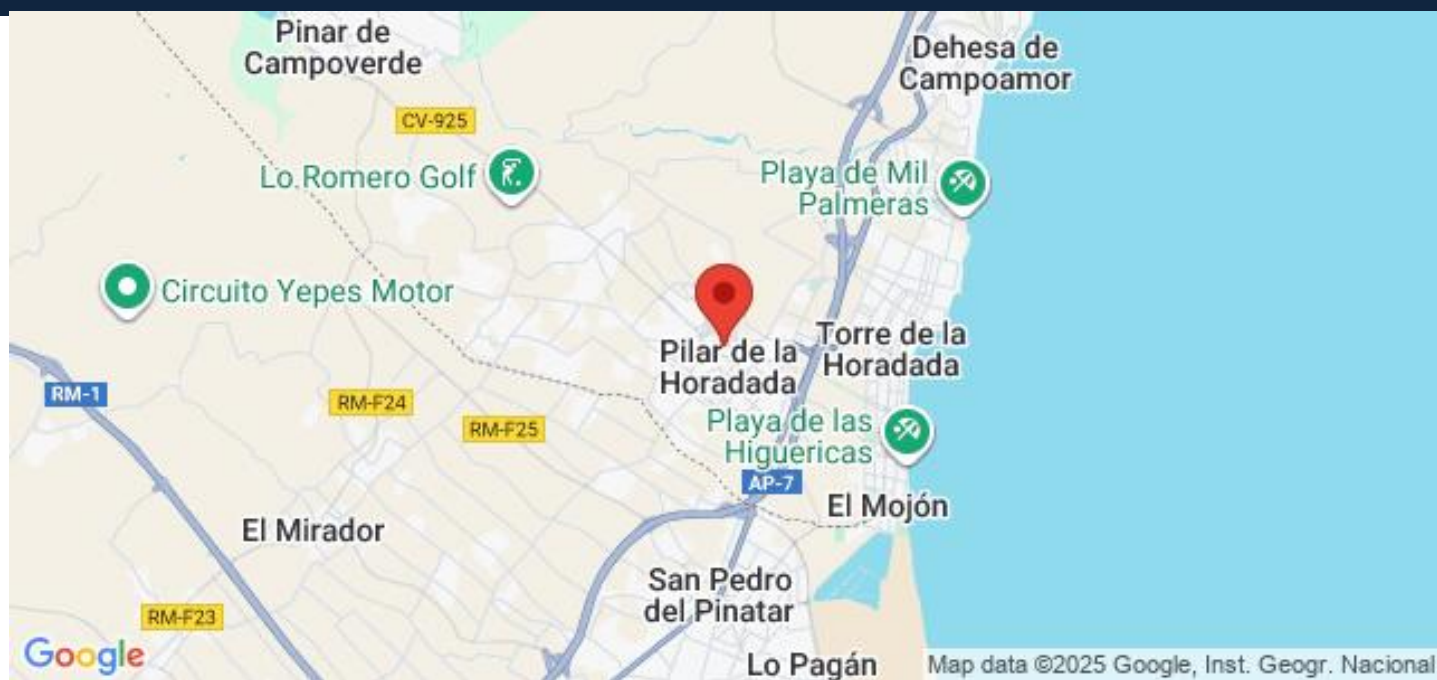 Pinar de
Campoverde
Dehesa de
Campoamor
CV-925
Lo Romero Golf
Playa de Mil
Palmeras
Circuito Yepes Motor
Pilar de la
Horadada
Torre de la
Horadada
RM-1
RM-F24
RM-F25
Playa de las
Higuericas
AP-7
El Mojón
El Mirador
San Pedro
del Pinatar
RM-F23
Google
Lo Pagán
Map data ©2025 Google, Inst. Geogr. Nacional